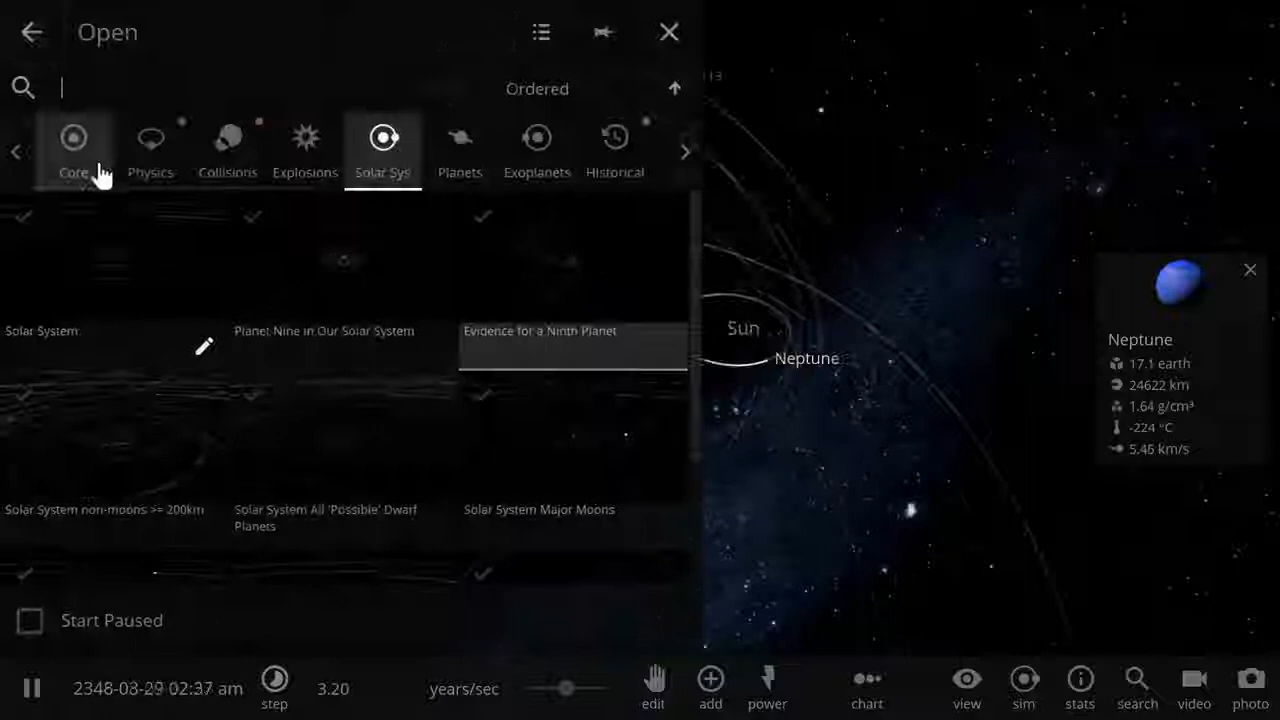 Open
Ordered
Core
Physics
Collisions
Explosions
Solar Sys
Planets
Exoplanets
Historical
Solar System
Planet Nine in Our Solar System
Evidence for a Ninth Planet
Solar System non-moons >= 200km
Solar System All 'Possible' Dwarf
Planets
Solar System Major Moons
Start Paused
113
Sun
Neptune
Neptune
17.1 earth
24622 km
1.64 g/cm³
-224 °C
5.45 km/s
02:37 am
step
3.20
years/sec
edit
add
power
chart
view
sim
stats
search
video
photo